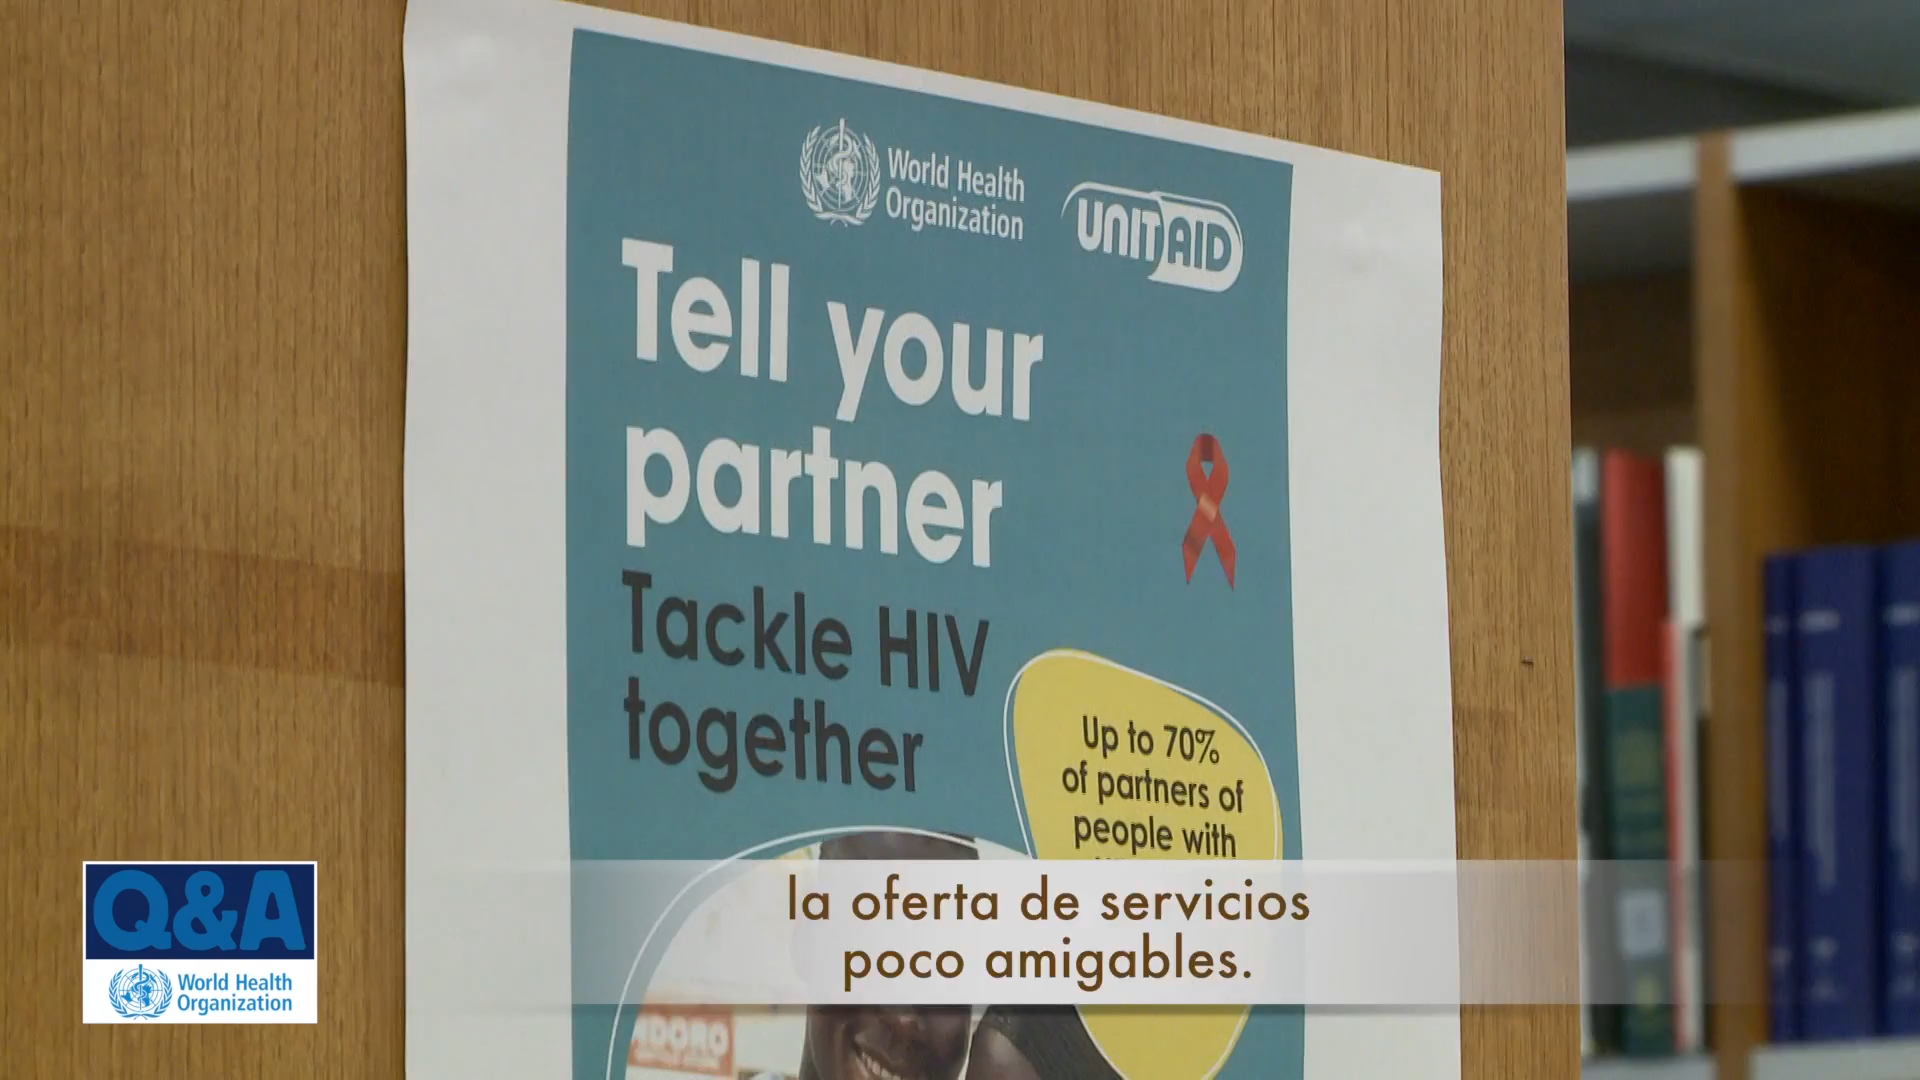 World Health
Organization
UNITAID
Tell your
partner
Tackle HIV
together
Up to 70%
of partners of
people with
la oferta de servicios
poco amigables.
Q&A
World Health
Organization